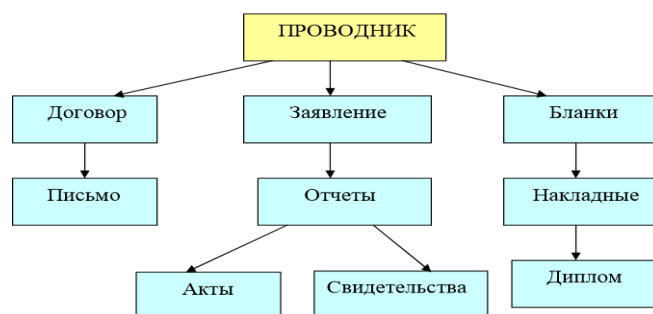 ПРОВОДНИК
Договор
Заявление
Бланки
Письмо
Отчеты
Накладные
Акты
Свидетельства
Диплом